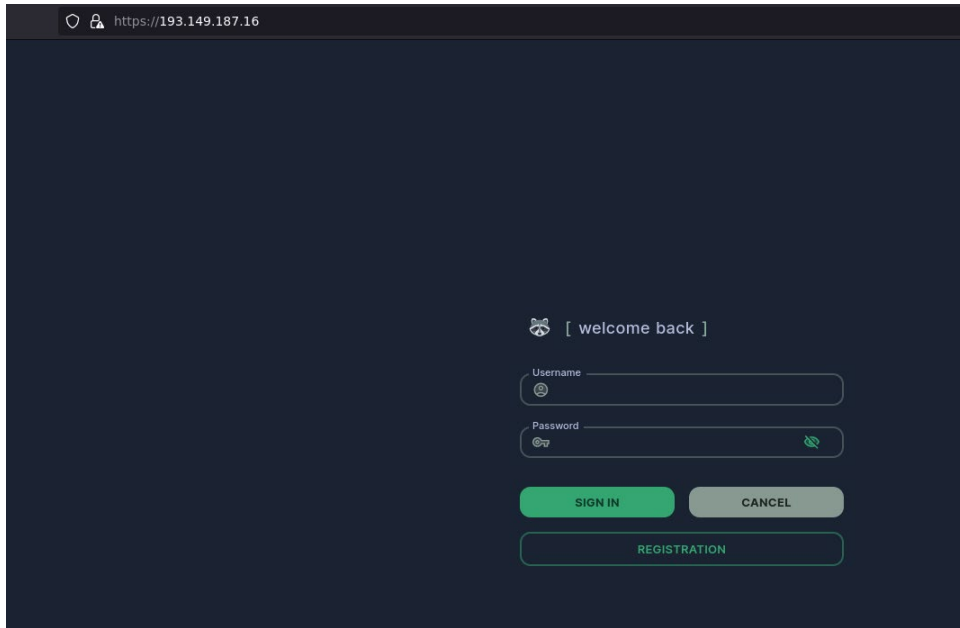 https://193.149.187.16
[ welcome back ]
Username
Password
SIGN IN
CANCEL
REGISTRATION